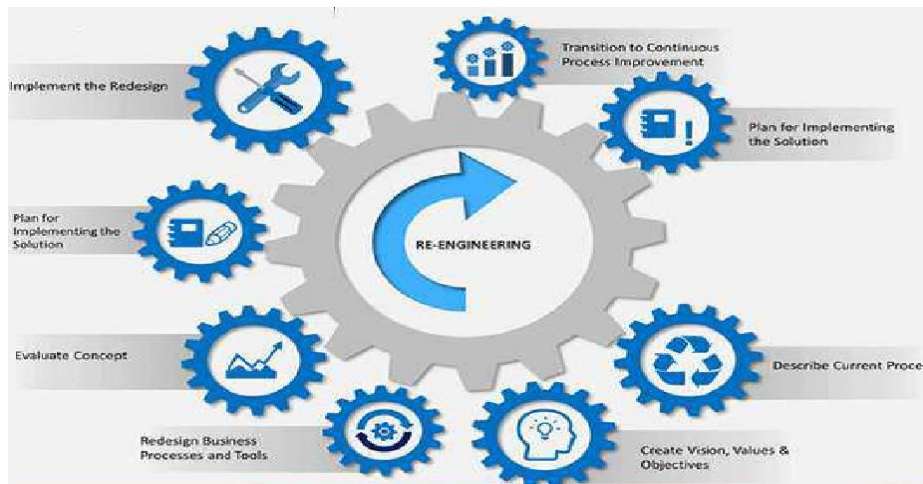 Transition to Continuous
Process Improvement
Implement the Redesign
Plan for Implementing
the Solution
Plan for
Implementing the
Solution
RE-ENGINEERING
Evaluate Concept
Describe Current Proce
Redesign Business
Processes and Tools
Create Vision, Values &
Objectives